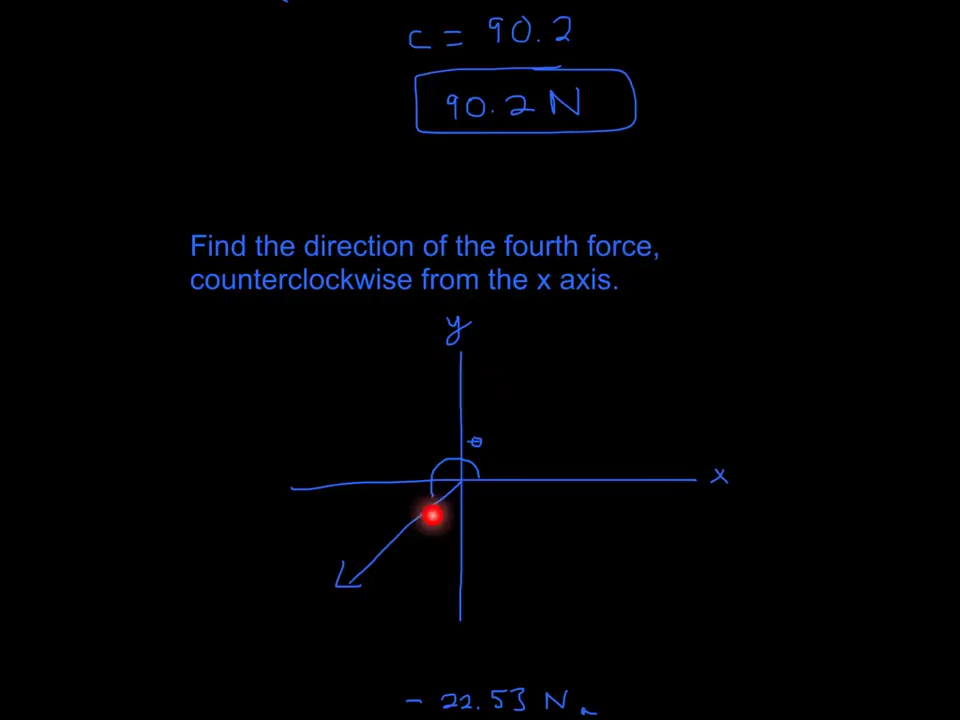 c = 90.2
90.2 N
Find the direction of the fourth force,
counterclockwise from the x axis.
y
θ
x
- 22.53 N